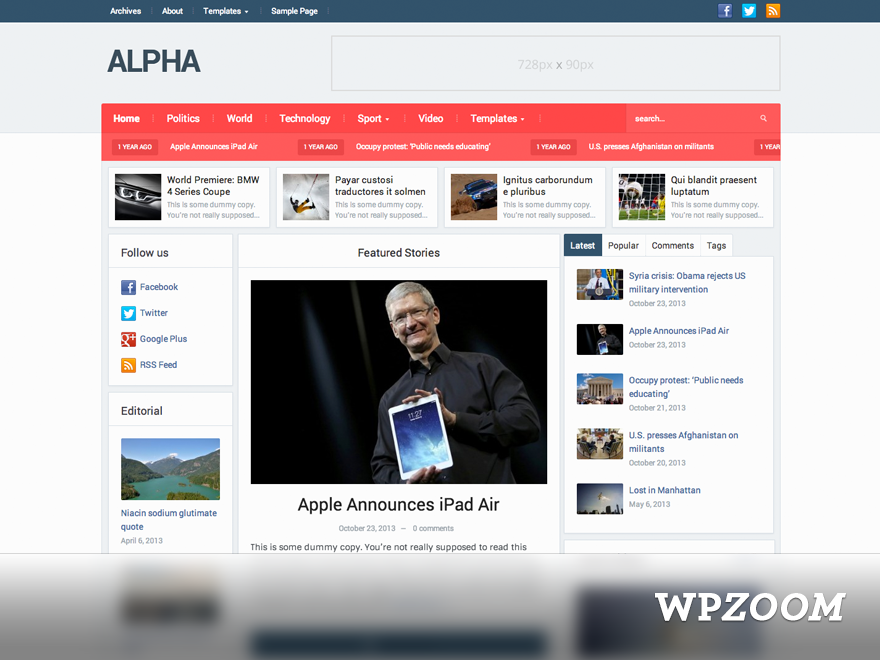 Archives About Templates Sample Page
ALPHA
728px x 90px
Home Politics World Technology Sport Video Templates search...
1 YEAR AGO Apple Announces iPad Air 1 YEAR AGO Occupy protest: 'Public needs educating' 1 YEAR AGO U.S. presses Afghanistan on militants 1 YEAR
World Premiere: BMW
4 Series Coupe
This is some dummy copy.
You're not really supposed...
Payar custosi
traductores it solmen
This is some dummy copy.
You're not really supposed...
Ignitus carborundum
e pluribus
This is some dummy copy.
You're not really supposed...
Qui blandit praesent
luptatum
This is some dummy copy.
You're not really supposed...
Follow us
Facebook
Twitter
Google Plus
RSS Feed
Editorial
Niacin sodium glutimate
quote
April 6, 2013
Featured Stories
11:27
Apple Announces iPad Air
October 23, 2013 – 0 comments
This is some dummy copy. You're not really supposed to read this
Latest Popular Comments Tags
Syria crisis: Obama rejects US
military intervention
October 23, 2013
Apple Announces iPad Air
October 23, 2013
Occupy protest: 'Public needs
educating'
October 21, 2013
U.S. presses Afghanistan on
militants
October 20, 2013
Lost in Manhattan
May 6, 2013
WPZOOM